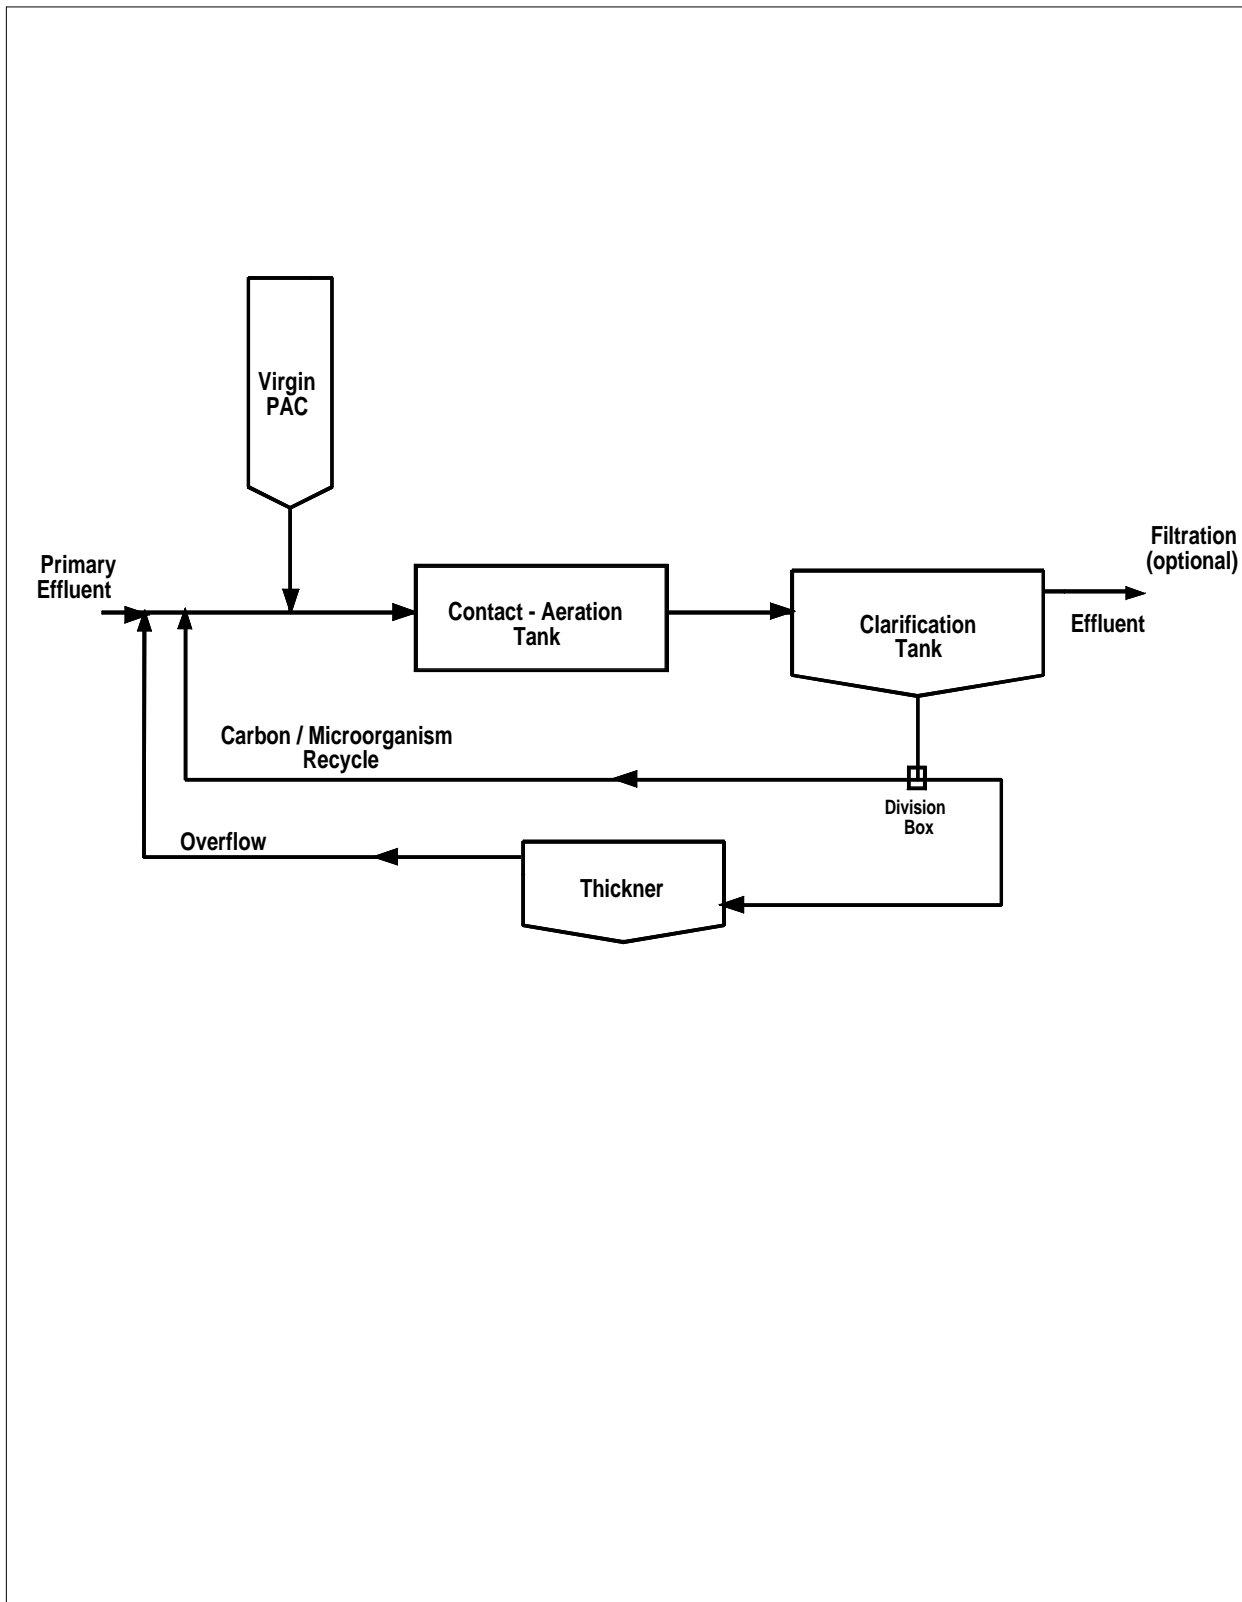 Virgin
PAC
Primary
Effluent
Contact - Aeration
Tank
Clarification
Tank
Filtration
(optional)
Effluent
Carbon / Microorganism
Recycle
Division
Box
Overflow
Thickner